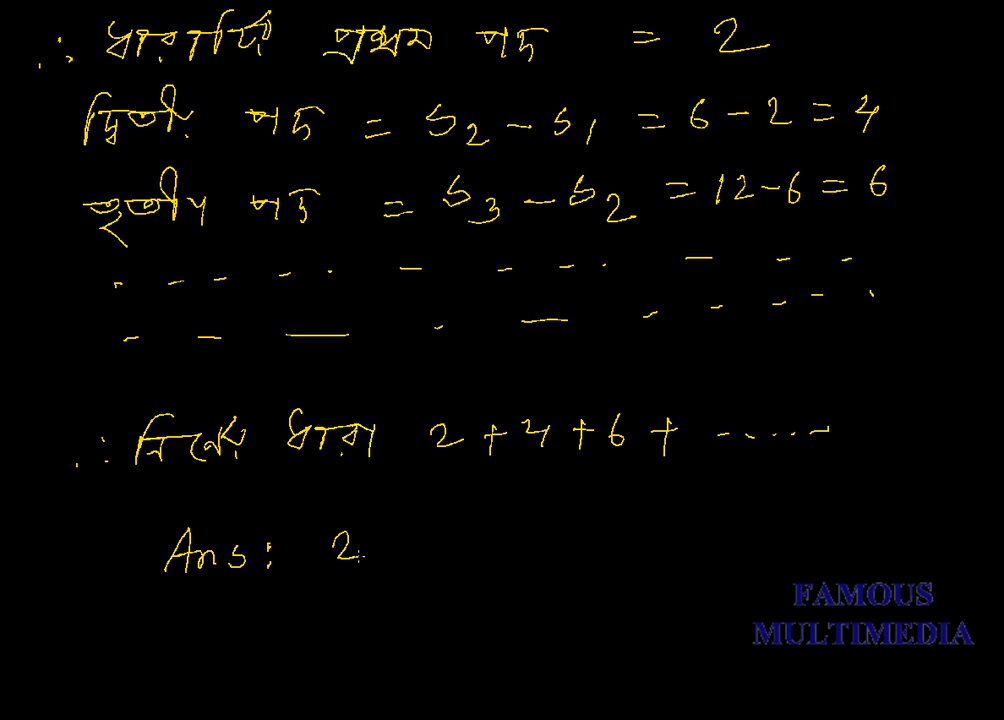 ∴ ধারাটির প্রথম পদ = 2
দ্বিতীয় পদ = S₂ - S₁ = 6 - 2 = 4
তৃতীয় পদ = S₃ - S₂ = 12 - 6 = 6
∴ নির্ণেয় ধারা 2 + 4 + 6 + ......
Ans: 2
FAMOUS
MULTIMEDIA